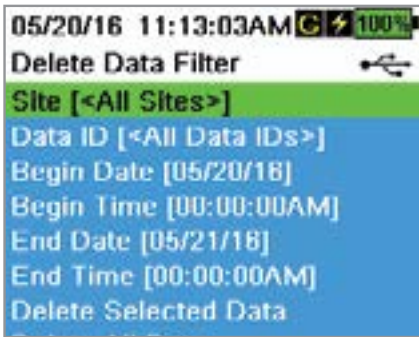 05/20/16 11:13:03AM G 100%
Delete Data Filter
Site [<All Sites>]
Data ID [<All Data IDs>]
Begin Date [05/20/16]
Begin Time [00:00:00AM]
End Date [05/21/16]
End Time [00:00:00AM]
Delete Selected Data